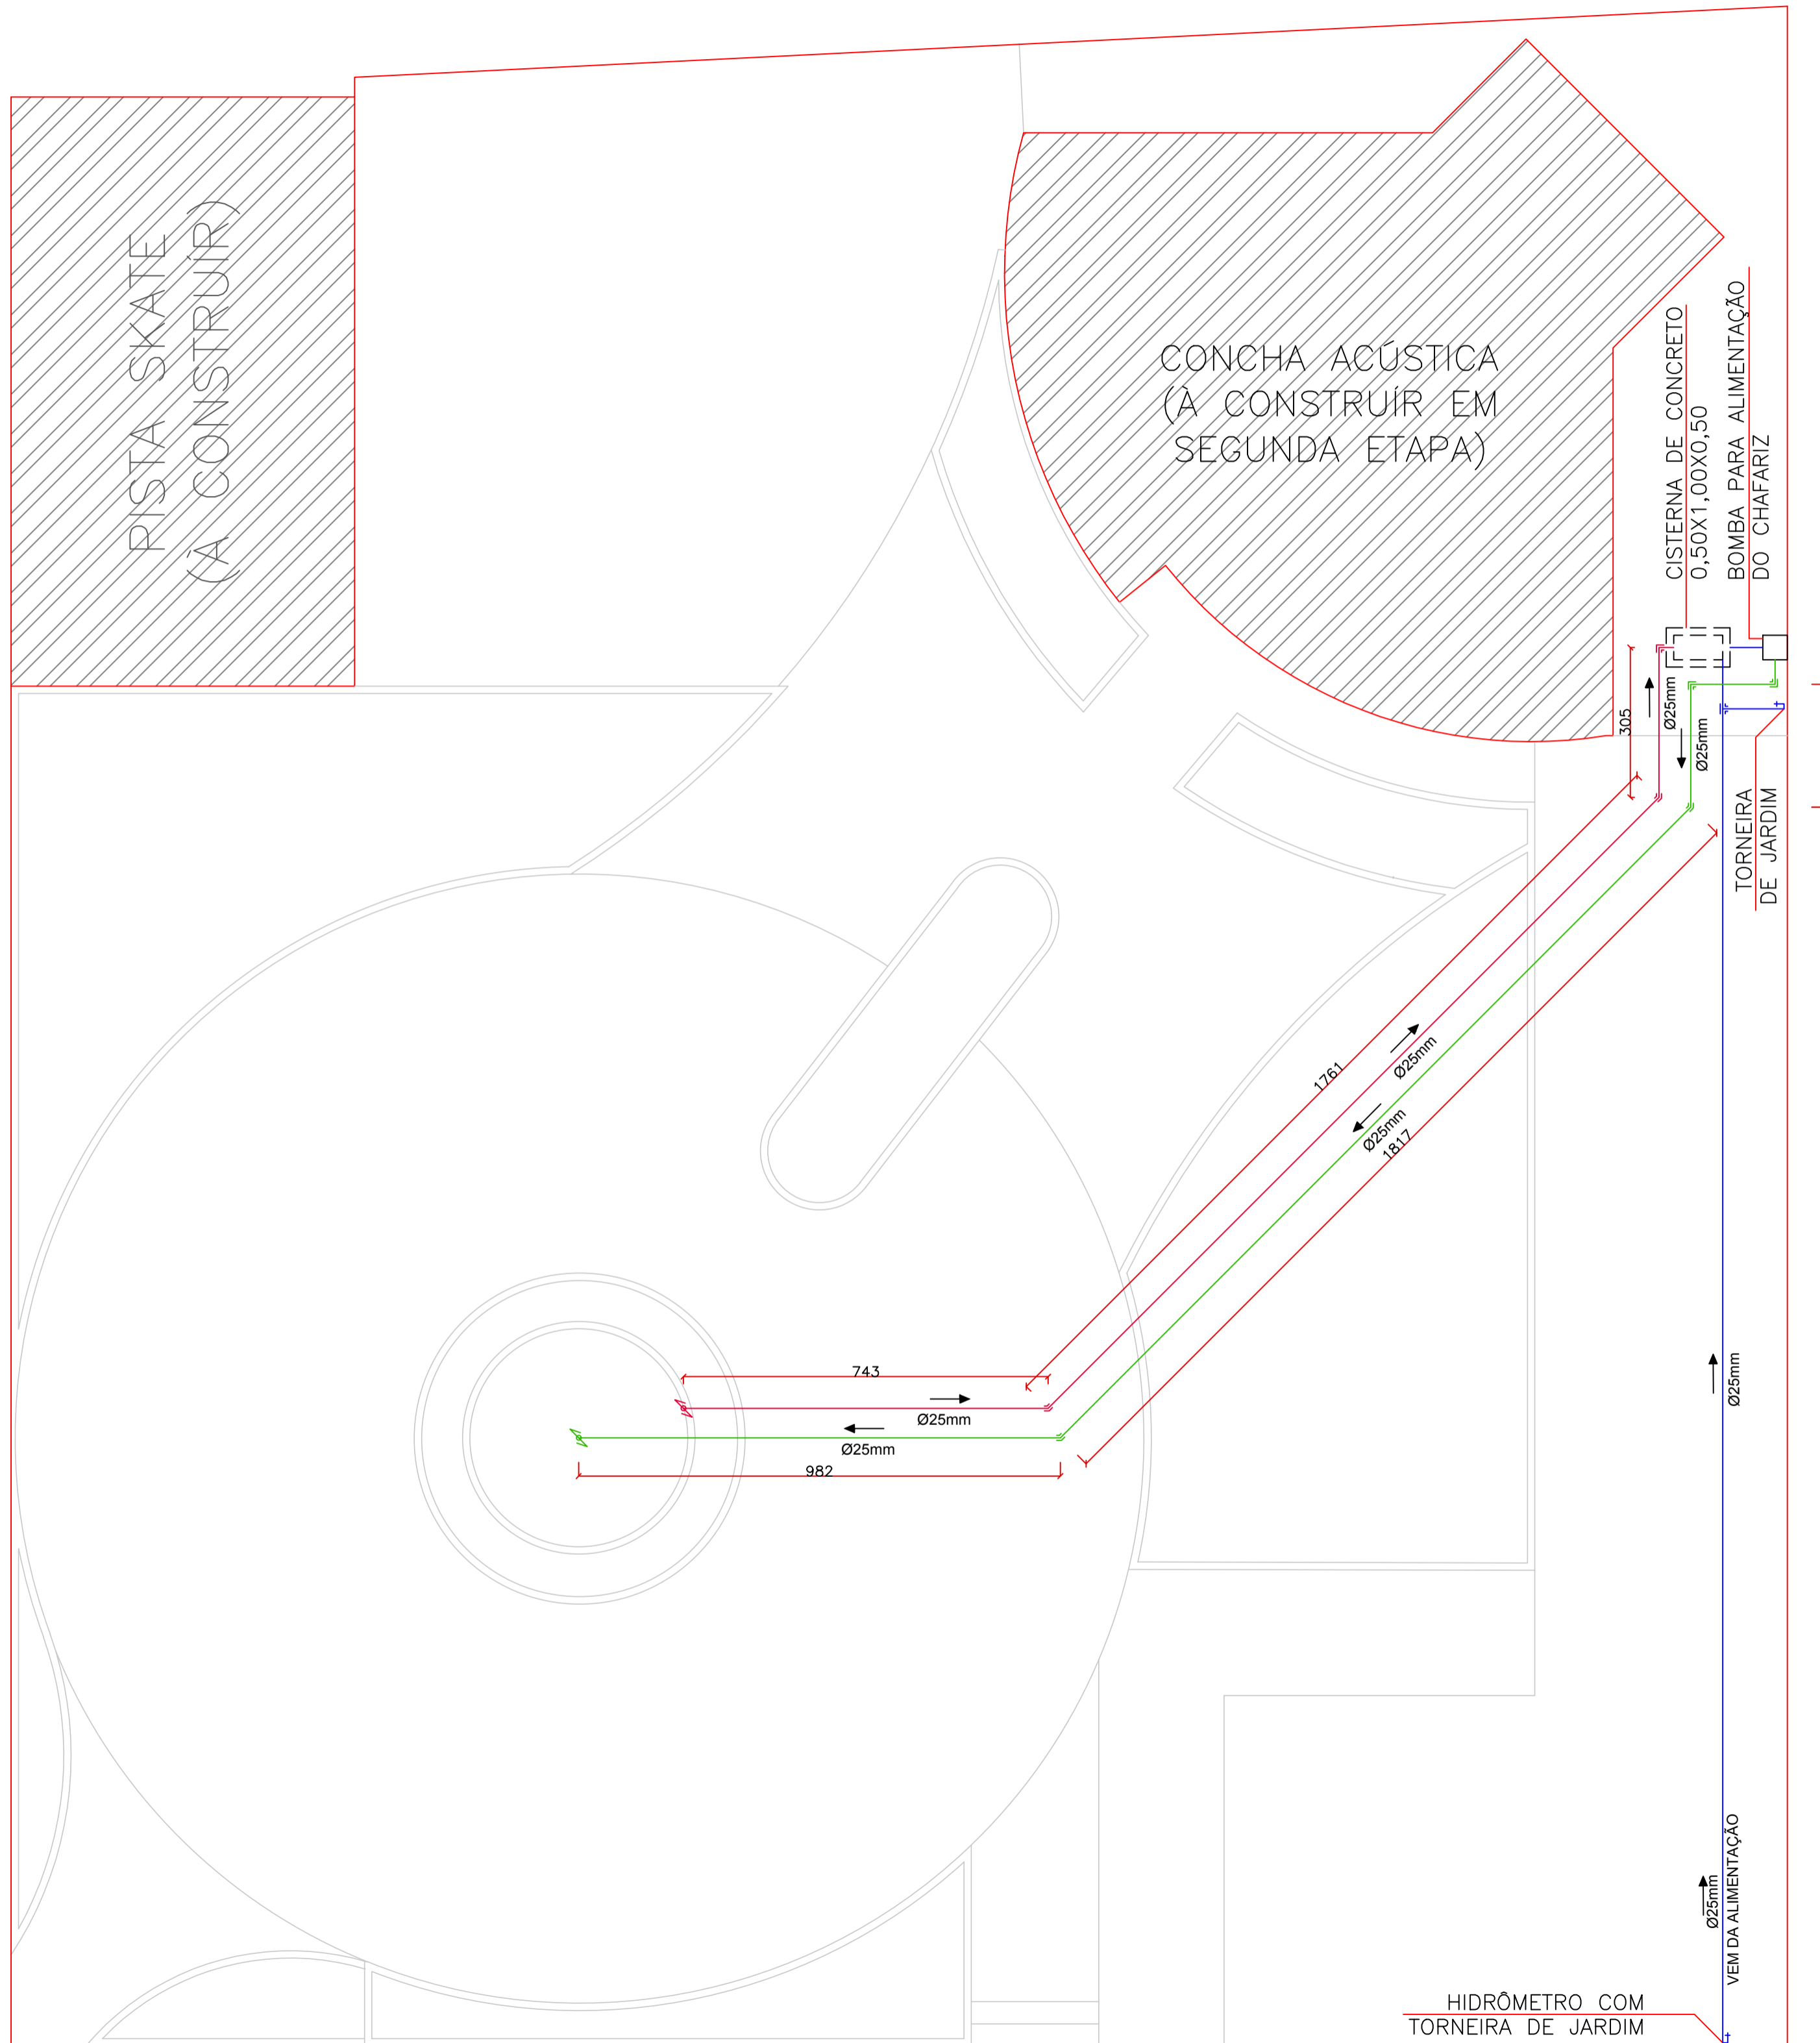 PISTA SKATE
(À CONSTRUÍR)
CONCHA ACÚSTICA
(À CONSTRUÍR EM
SEGUNDA ETAPA)
CISTERNA DE CONCRETO
0,50X1,00X0,50
BOMBA PARA ALIMENTAÇÃO
DO CHAFARIZ
305
Ø25mm
Ø25mm
TORNEIRA
DE JARDIM
1761
Ø25mm
Ø25mm
1817
743
Ø25mm
Ø25mm
982
Ø25mm
Ø25mm
VEM DA ALIMENTAÇÃO
HIDRÔMETRO COM
TORNEIRA DE JARDIM